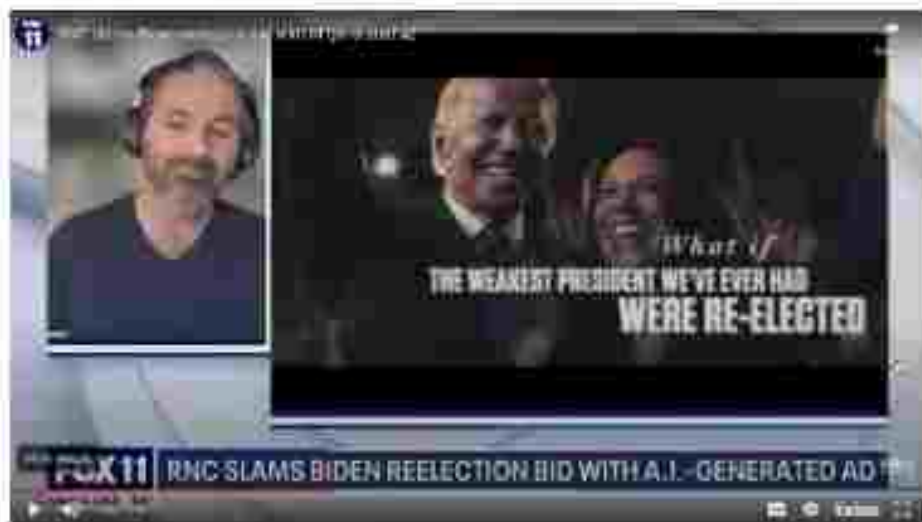 11
What if
THE WEAKEST PRESIDENT WE'VE EVER HAD
WERE RE-ELECTED
FOX 11 RNC SLAMS BIDEN REELECTION BID WITH A.I.-GENERATED AD